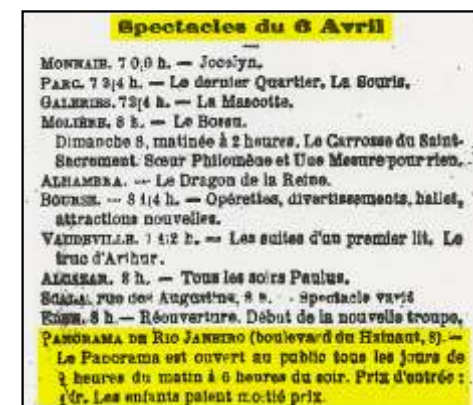 Spectacles du 6 Avril
MONNAIE. 7 0,0 h. — Jocelyn.
PARC. 7 3|4 h. — Le dernier Quartier. La Souris.
GALERIES. 7 3|4 h. — La Mascotte.
MOLIÈRE. 8 h. — Le Bossu.
Dimanche 8, matinée à 2 heures. Le Carrosse du Saint-
Sacrement. Sœur Philomène et Une Mesure pour rien.
ALHAMBRA. — Le Dragon de la Reine.
BOURSE. — 8 1|4 h. — Opérettes, divertissements, ballet,
attractions nouvelles.
VAUDEVILLE. 7 1|2 h. — Les suites d'un premier lit. Le
truc d'Arthur.
ALCAZAR. 8 h. — Tous les soirs Paulus.
SCALA, rue des Augustins, 8 h. - Spectacle varié
EDEN. 8 h. — Réouverture. Début de la nouvelle troupe.
PANORAMA DE RIO JANEIRO (boulevard du Hainaut, 8). —
Le Panorama est ouvert au public tous les jours de
heures du matin à 6 heures du soir. Prix d'entrée :
1 fr. Les enfants paient moitié prix.